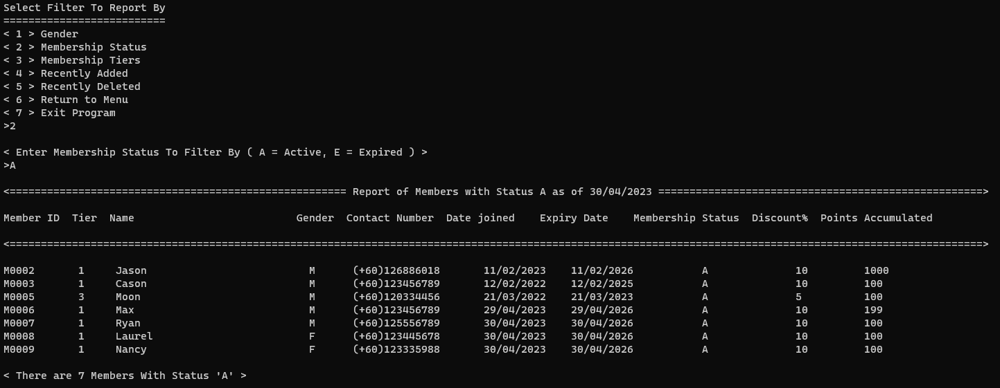 Select Filter To Report By
==========================
< 1 > Gender
< 2 > Membership Status
< 3 > Membership Tiers
< 4 > Recently Added
< 5 > Recently Deleted
< 6 > Return to Menu
< 7 > Exit Program
>2
< Enter Membership Status To Filter By ( A = Active, E = Expired ) >
>A
<====================================================== Report of Members with Status A as of 30/04/2023 ====================================================>
Member ID  Tier  Name                          Gender  Contact Number  Date joined    Expiry Date    Membership Status  Discount%  Points Accumulated
<============================================================================================================================================================>
M0002       1     Jason                          M      (+60)126886018       11/02/2023    11/02/2026           A              10         1000
M0003       1     Cason                          M      (+60)123456789       12/02/2022    12/02/2025           A              10         100
M0005       3     Moon                           M      (+60)120334456       21/03/2022    21/03/2023           A              5          100
M0006       1     Max                            M      (+60)123456789       29/04/2023    29/04/2026           A              10         199
M0007       1     Ryan                           M      (+60)125556789       30/04/2023    30/04/2026           A              10         100
M0008       1     Laurel                         F      (+60)123445678       30/04/2023    30/04/2026           A              10         100
M0009       1     Nancy                          F      (+60)123335988       30/04/2023    30/04/2026           A              10         100
< There are 7 Members With Status 'A' >